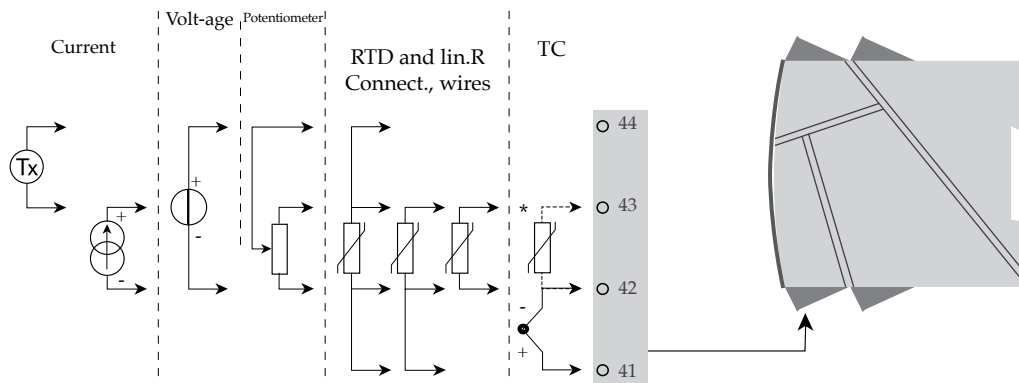 Current
Volt-age
Potentiometer
RTD and lin.R
Connect., wires
TC
Tx
+
-
+
-
*
-
+
44
43
42
41